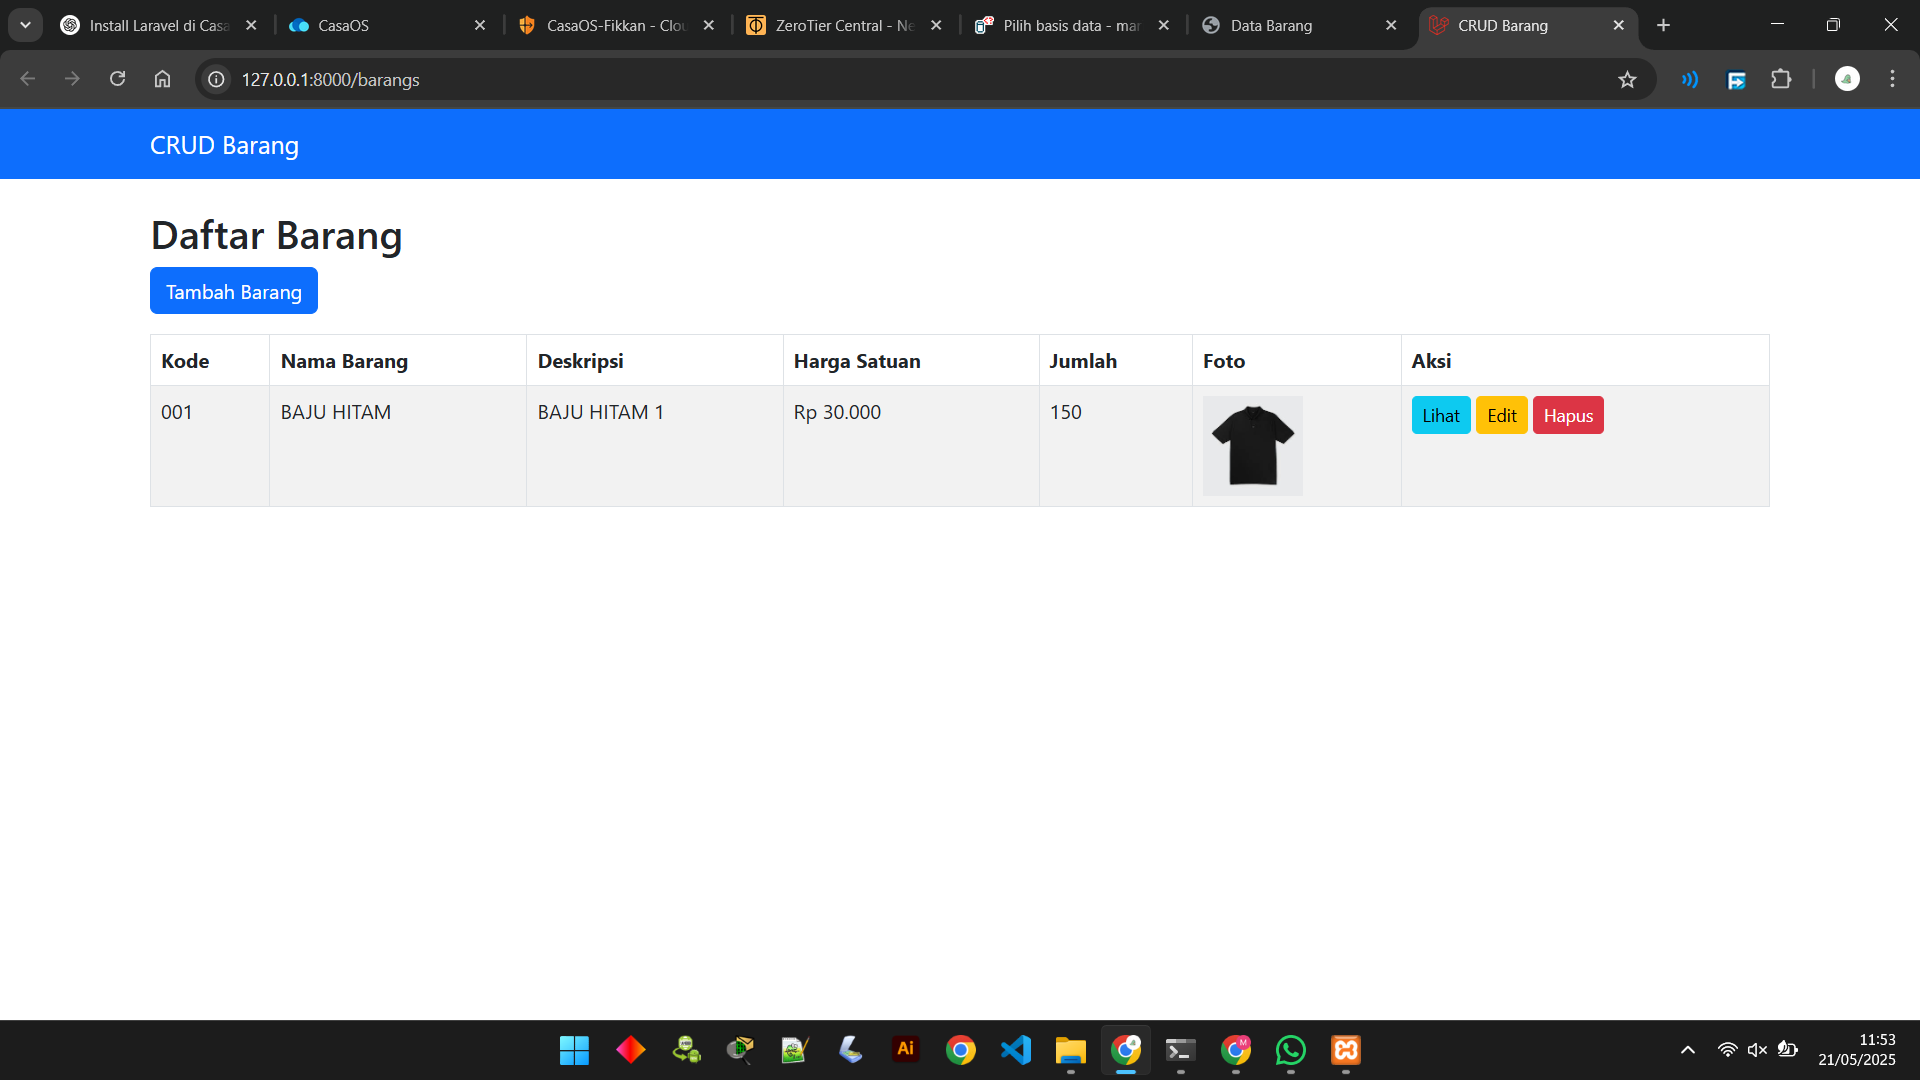 Install Laravel di Casa
CasaOS
CasaOS-Fikkan - Clou
ZeroTier Central - Ne
Pilih basis data - mar
Data Barang
CRUD Barang
127.0.0.1:8000/barangs
CRUD Barang
Daftar Barang
Tambah Barang
Kode Nama Barang Deskripsi Harga Satuan Jumlah Foto Aksi
001 BAJU HITAM BAJU HITAM 1 Rp 30.000 150 Lihat Edit Hapus
Ai
M
11:53
21/05/2025